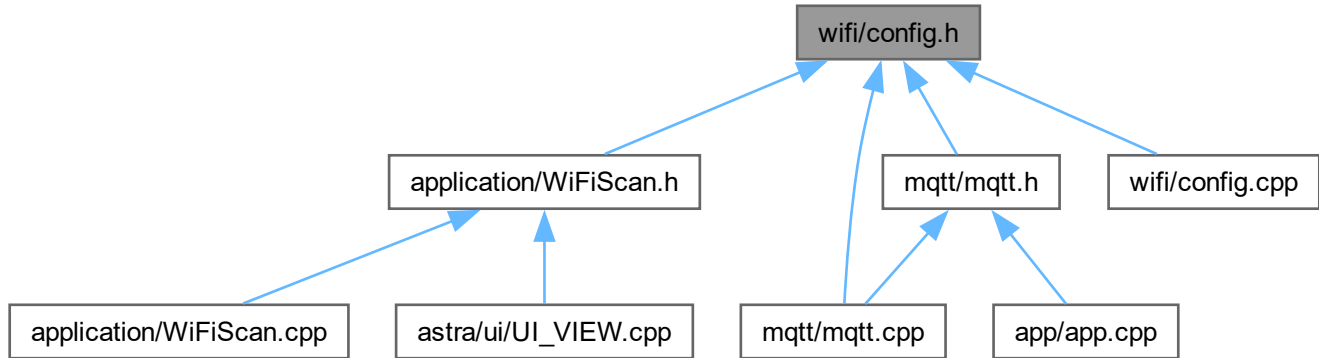 wifi/config.h
application/WiFiScan.h
mqtt/mqtt.h
wifi/config.cpp
application/WiFiScan.cpp
astra/ui/UI_VIEW.cpp
mqtt/mqtt.cpp
app/app.cpp